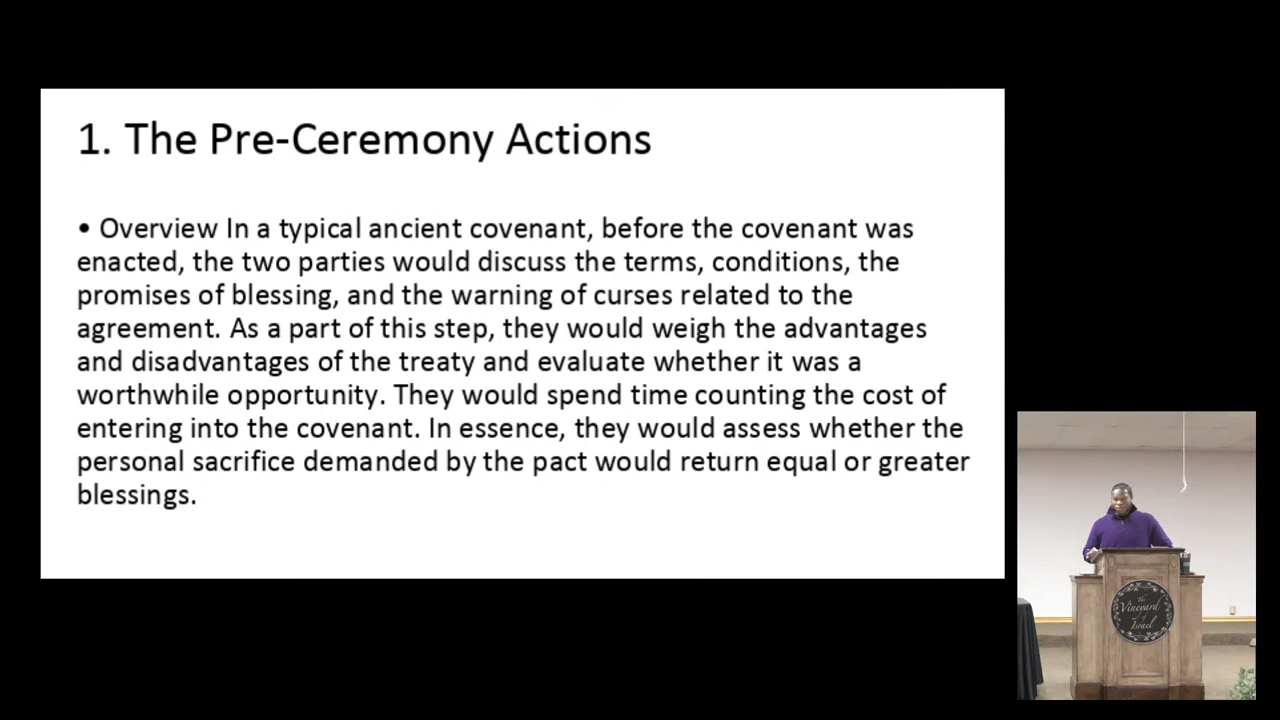 1. The Pre-Ceremony Actions
• Overview In a typical ancient covenant, before the covenant was
enacted, the two parties would discuss the terms, conditions, the
promises of blessing, and the warning of curses related to the
agreement. As a part of this step, they would weigh the advantages
and disadvantages of the treaty and evaluate whether it was a
worthwhile opportunity. They would spend time counting the cost of
entering into the covenant. In essence, they would assess whether the
personal sacrifice demanded by the pact would return equal or greater
blessings.
The
Vineyard
of
Israel